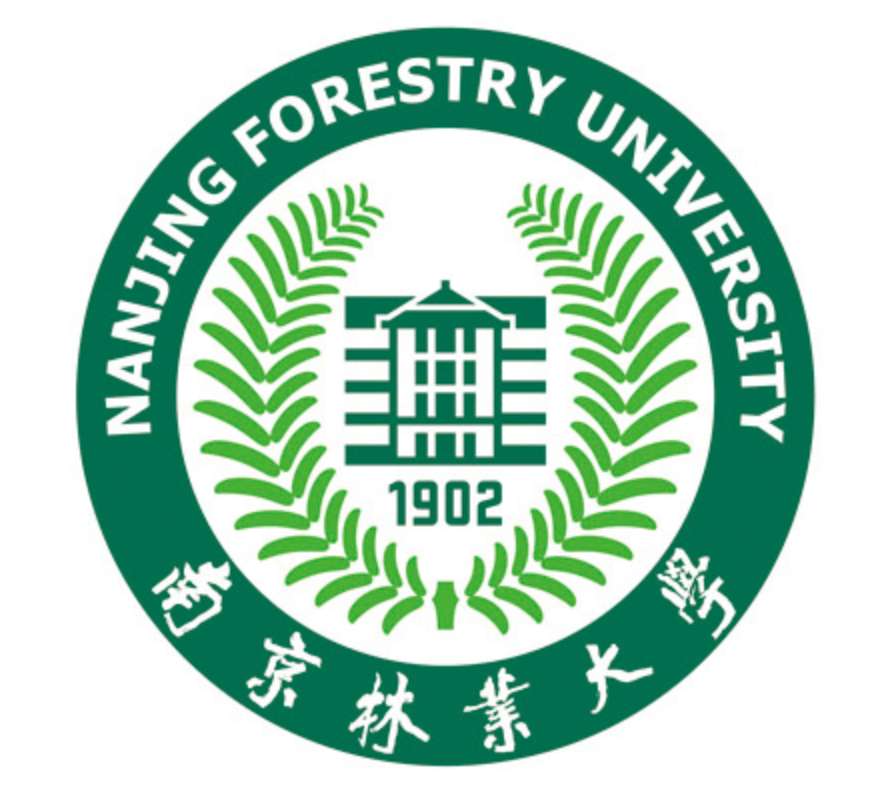 NANJING FORESTRY UNIVERSITY
1902
南京林業大學